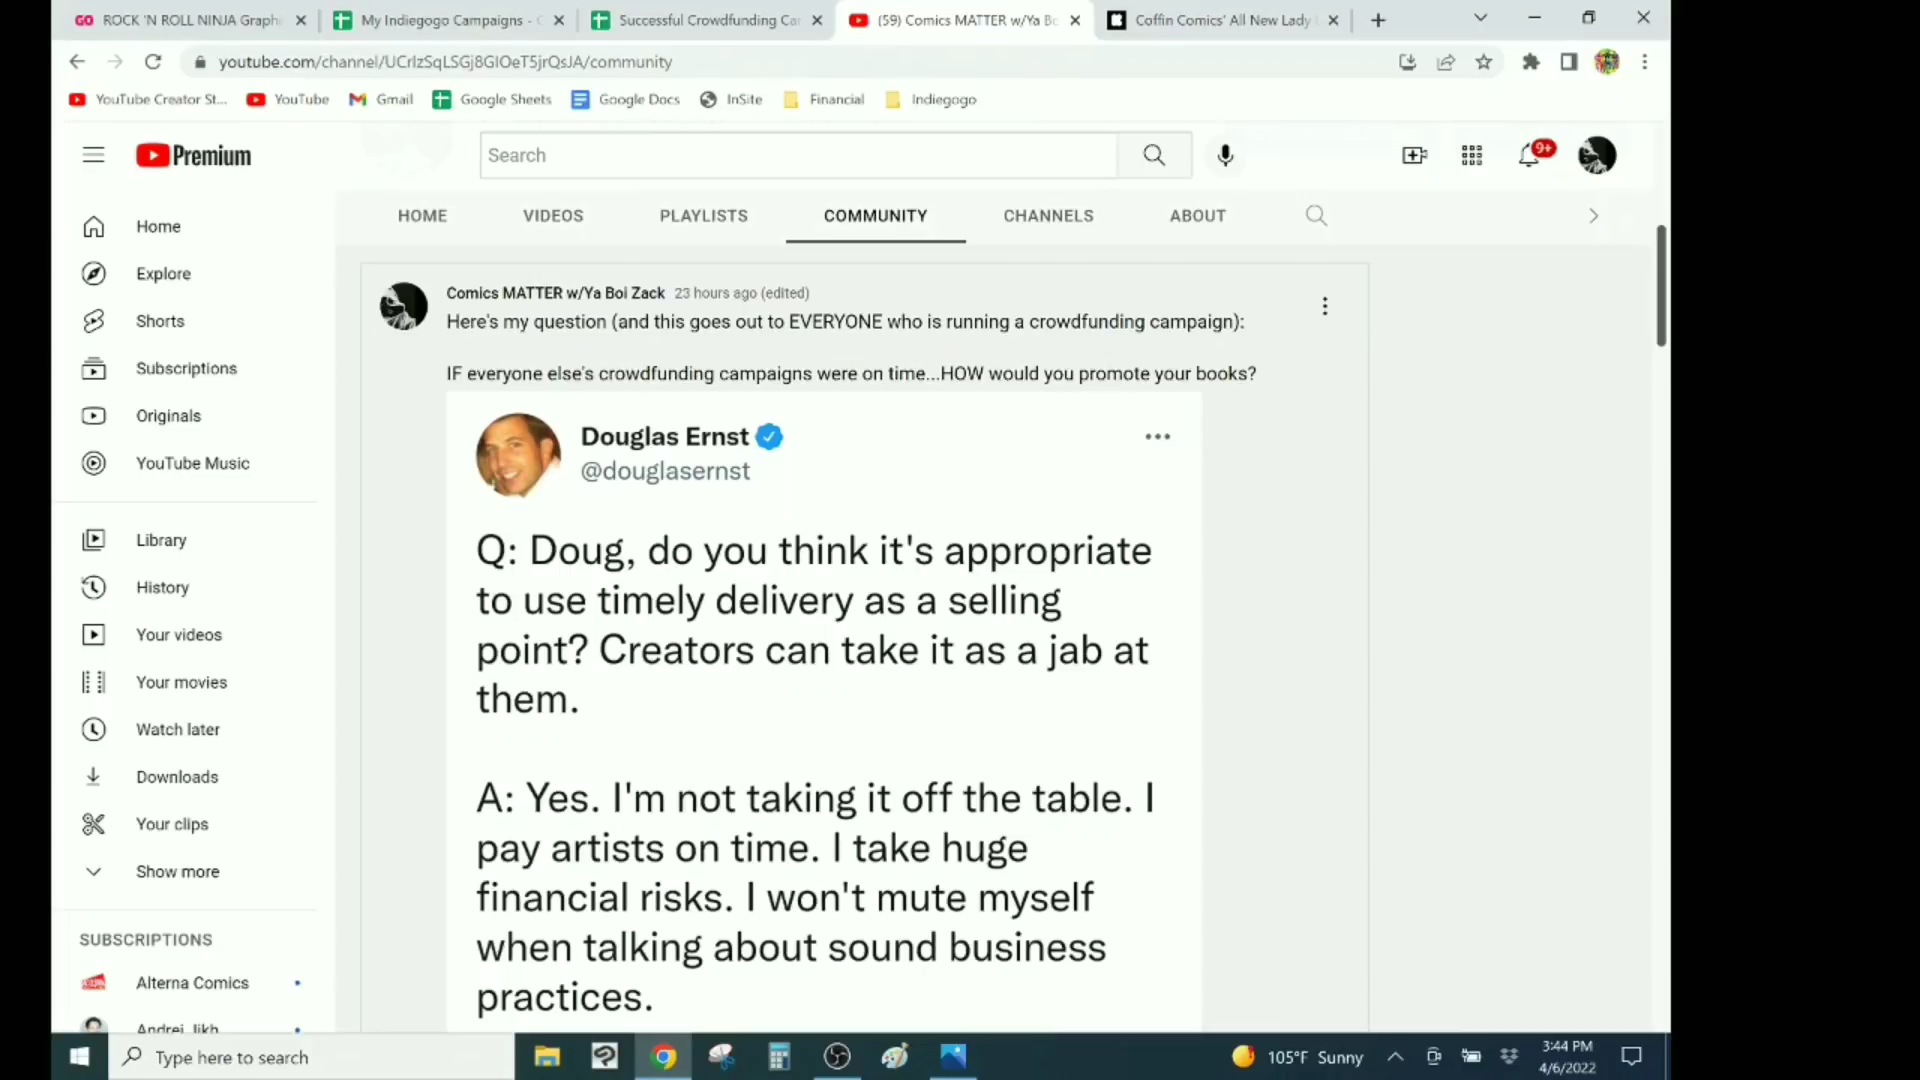 ROCK 'N ROLL NINJA Graph
My Indiegogo Campaigns -
Successful Crowdfunding Ca
(59) Comics MATTER w/Ya Bo
Coffin Comics' All New Lady
youtube.com/channel/UCrlzSqLSGj8GlOeT5jrQsJA/community
YouTube Creator St...
YouTube
Gmail
Google Sheets
Google Docs
InSite
Financial
Indiegogo
Premium
Search
9+
HOME
VIDEOS
PLAYLISTS
COMMUNITY
CHANNELS
ABOUT
Home
Explore
Shorts
Subscriptions
Originals
YouTube Music
Library
History
Your videos
Your movies
Watch later
Downloads
Your clips
Show more
SUBSCRIPTIONS
Alterna Comics
Andrei Jikh
Comics MATTER w/Ya Boi Zack 23 hours ago (edited)
Here's my question (and this goes out to EVERYONE who is running a crowdfunding campaign):
IF everyone else's crowdfunding campaigns were on time...HOW would you promote your books?
Douglas Ernst
@douglasernst
Q: Doug, do you think it's appropriate
to use timely delivery as a selling
point? Creators can take it as a jab at
them.
A: Yes. I'm not taking it off the table. I
pay artists on time. I take huge
financial risks. I won't mute myself
when talking about sound business
practices.
Type here to search
105°F Sunny
3:44 PM
4/6/2022